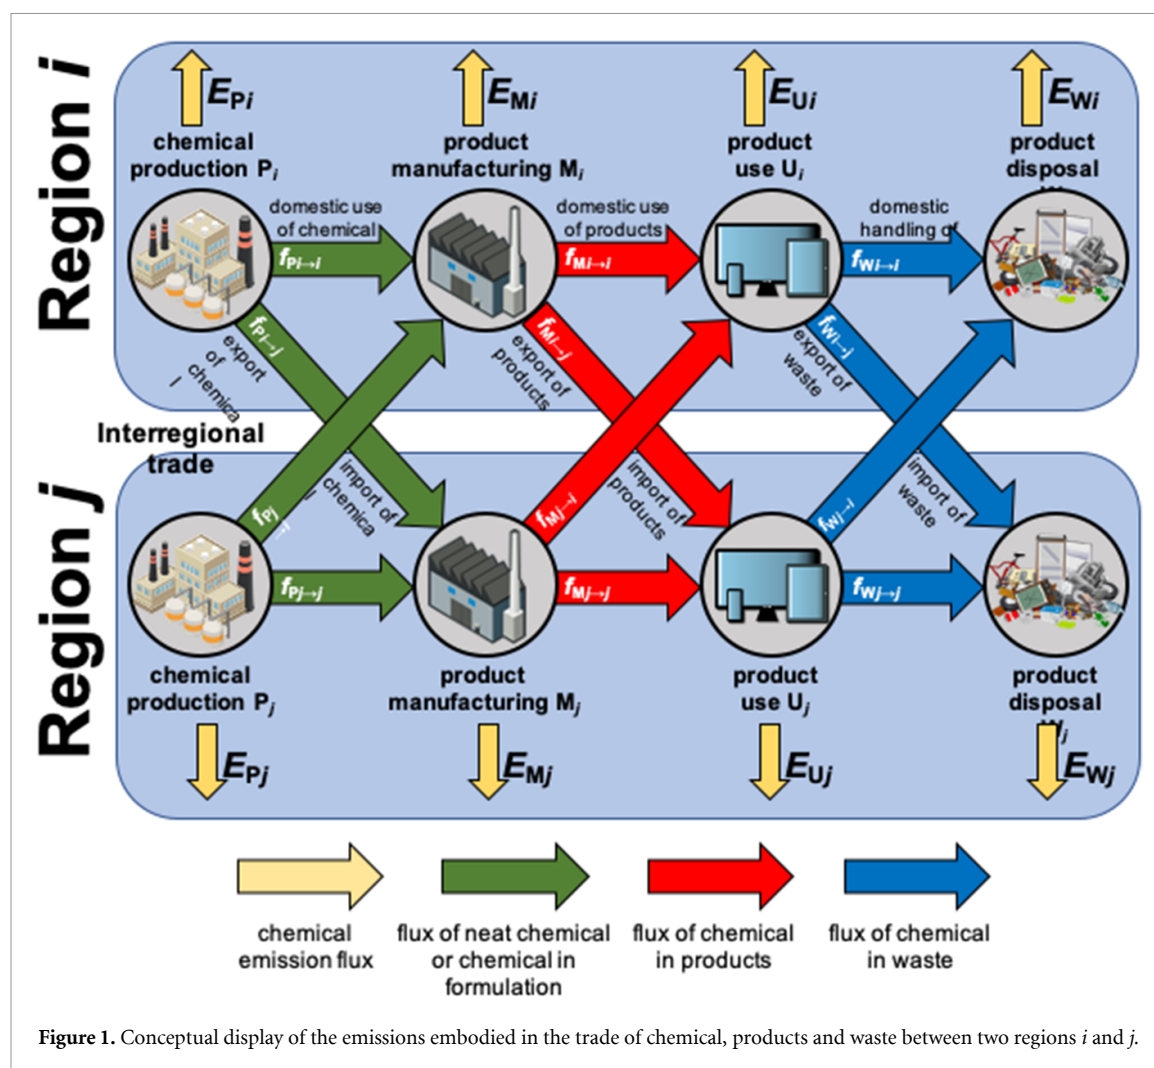 Region i
E_Pi
E_Mi
E_Ui
E_Wi
chemical
production P_i
product
manufacturing M_i
product
use U_i
product
disposal
domestic use
of chemical
domestic use
of products
domestic
handling of
f_Pi→i
f_Mi→i
f_Wi→i
f_Pi→j
f_Mi→j
f_Wi→j
export
of
chemica
l
export of
products
export of
waste
Interregional
trade
import of
chemica
l
import of
products
import of
waste
Region j
f_Pj
→i
f_Mj→i
f_Wj→i
f_Pj→j
f_Mj→j
f_Wj→j
chemical
production P_j
product
manufacturing M_j
product
use U_j
product
disposal
W_j
E_Pj
E_Mj
E_Uj
E_Wj
chemical
emission flux
flux of neat chemical
or chemical in
formulation
flux of chemical
in products
flux of chemical
in waste
Figure 1. Conceptual display of the emissions embodied in the trade of chemical, products and waste between two regions i and j.